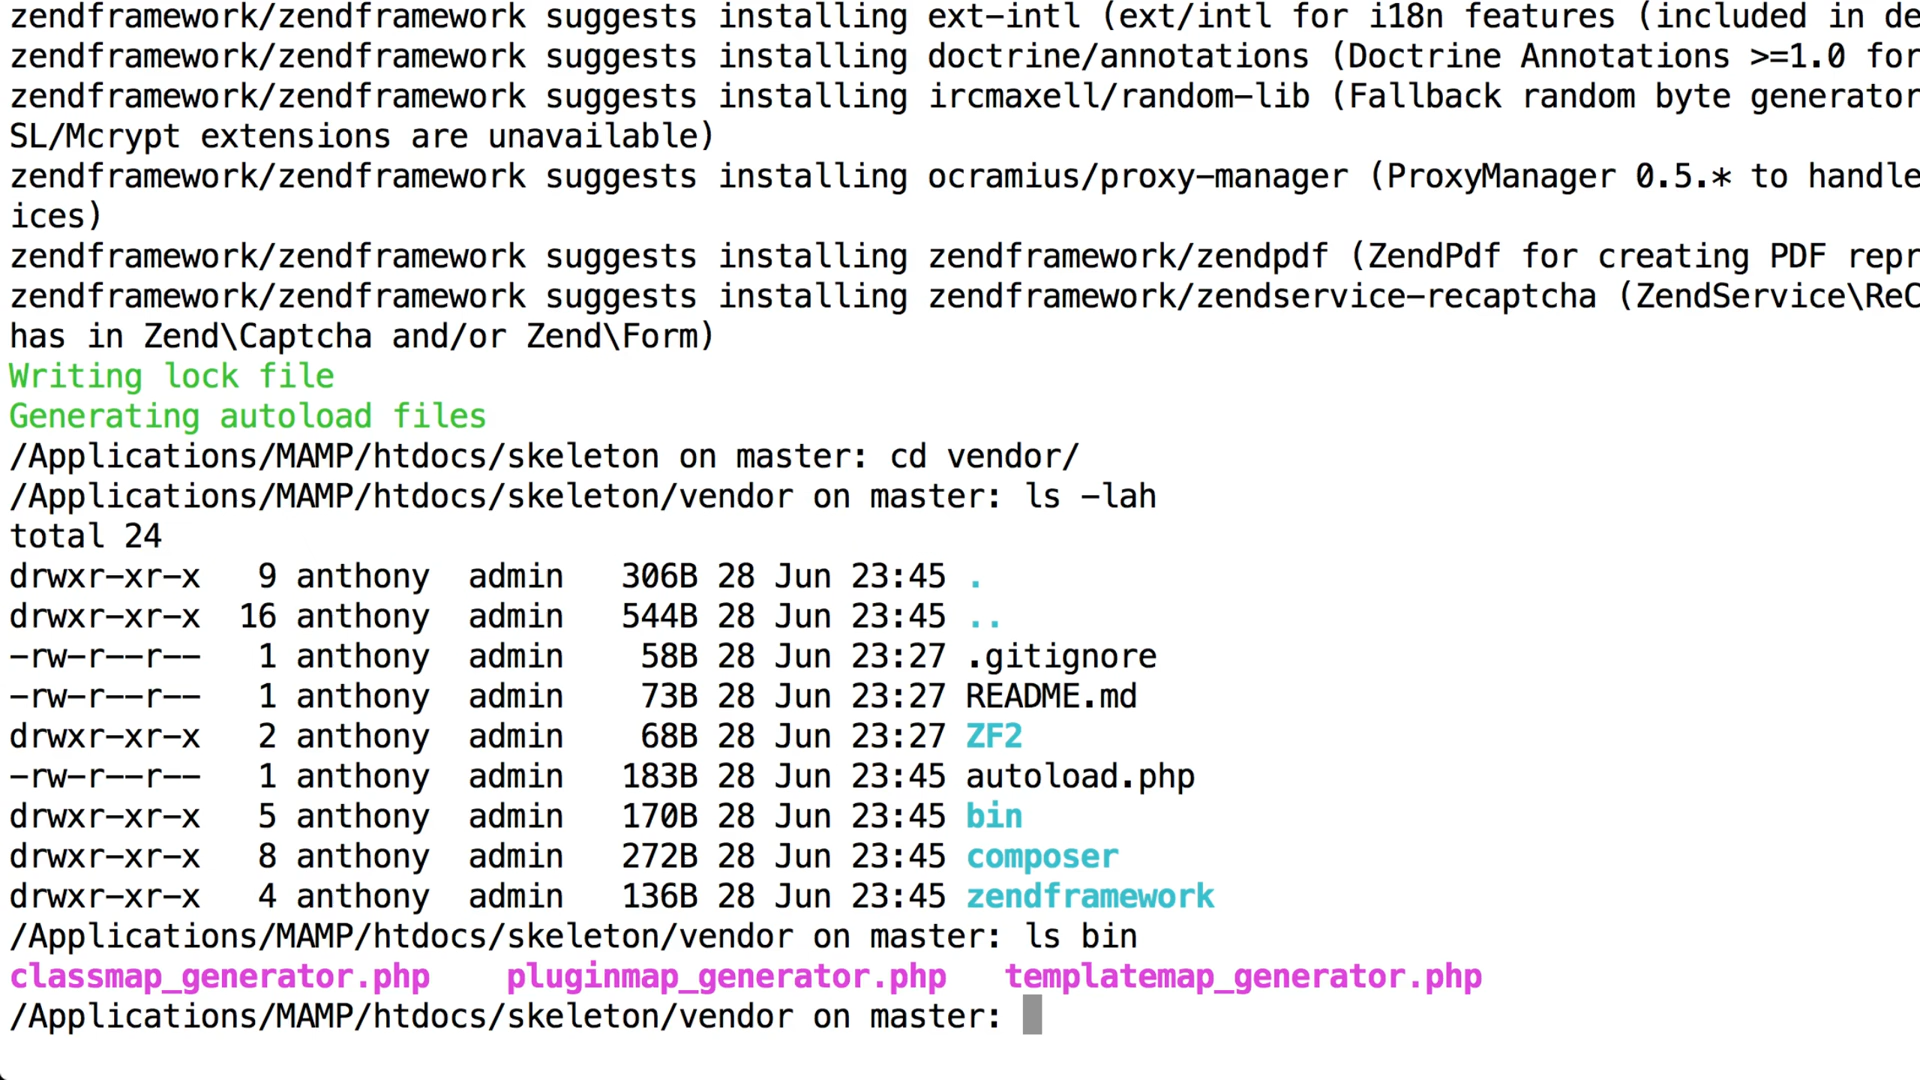 zendframework/zendframework suggests installing ext-intl (ext/intl for i18n features (included in de
zendframework/zendframework suggests installing doctrine/annotations (Doctrine Annotations >=1.0 for
zendframework/zendframework suggests installing ircmaxell/random-lib (Fallback random byte generator
SL/Mcrypt extensions are unavailable)
zendframework/zendframework suggests installing ocramius/proxy-manager (ProxyManager 0.5.* to handle
ices)
zendframework/zendframework suggests installing zendframework/zendpdf (ZendPdf for creating PDF repr
zendframework/zendframework suggests installing zendframework/zendservice-recaptcha (ZendService\ReC
has in Zend\Captcha and/or Zend\Form)
Writing lock file
Generating autoload files
/Applications/MAMP/htdocs/skeleton on master: cd vendor/
/Applications/MAMP/htdocs/skeleton/vendor on master: ls -lah
total 24
drwxr-xr-x   9 anthony  admin   306B 28 Jun 23:45 .
drwxr-xr-x  16 anthony  admin   544B 28 Jun 23:45 ..
-rw-r--r--   1 anthony  admin    58B 28 Jun 23:27 .gitignore
-rw-r--r--   1 anthony  admin    73B 28 Jun 23:27 README.md
drwxr-xr-x   2 anthony  admin    68B 28 Jun 23:27 ZF2
-rw-r--r--   1 anthony  admin   183B 28 Jun 23:45 autoload.php
drwxr-xr-x   5 anthony  admin   170B 28 Jun 23:45 bin
drwxr-xr-x   8 anthony  admin   272B 28 Jun 23:45 composer
drwxr-xr-x   4 anthony  admin   136B 28 Jun 23:45 zendframework
/Applications/MAMP/htdocs/skeleton/vendor on master: ls bin
classmap_generator.php    pluginmap_generator.php   templatemap_generator.php
/Applications/MAMP/htdocs/skeleton/vendor on master: